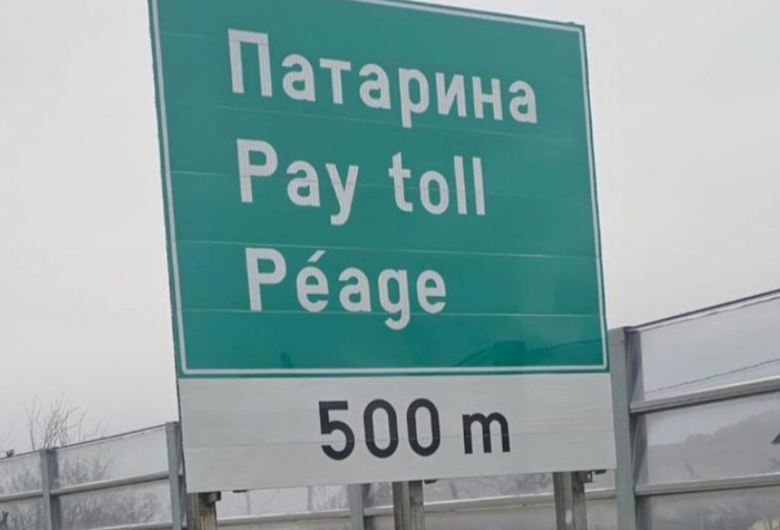 Патарина
Pay toll
Péage
500 m